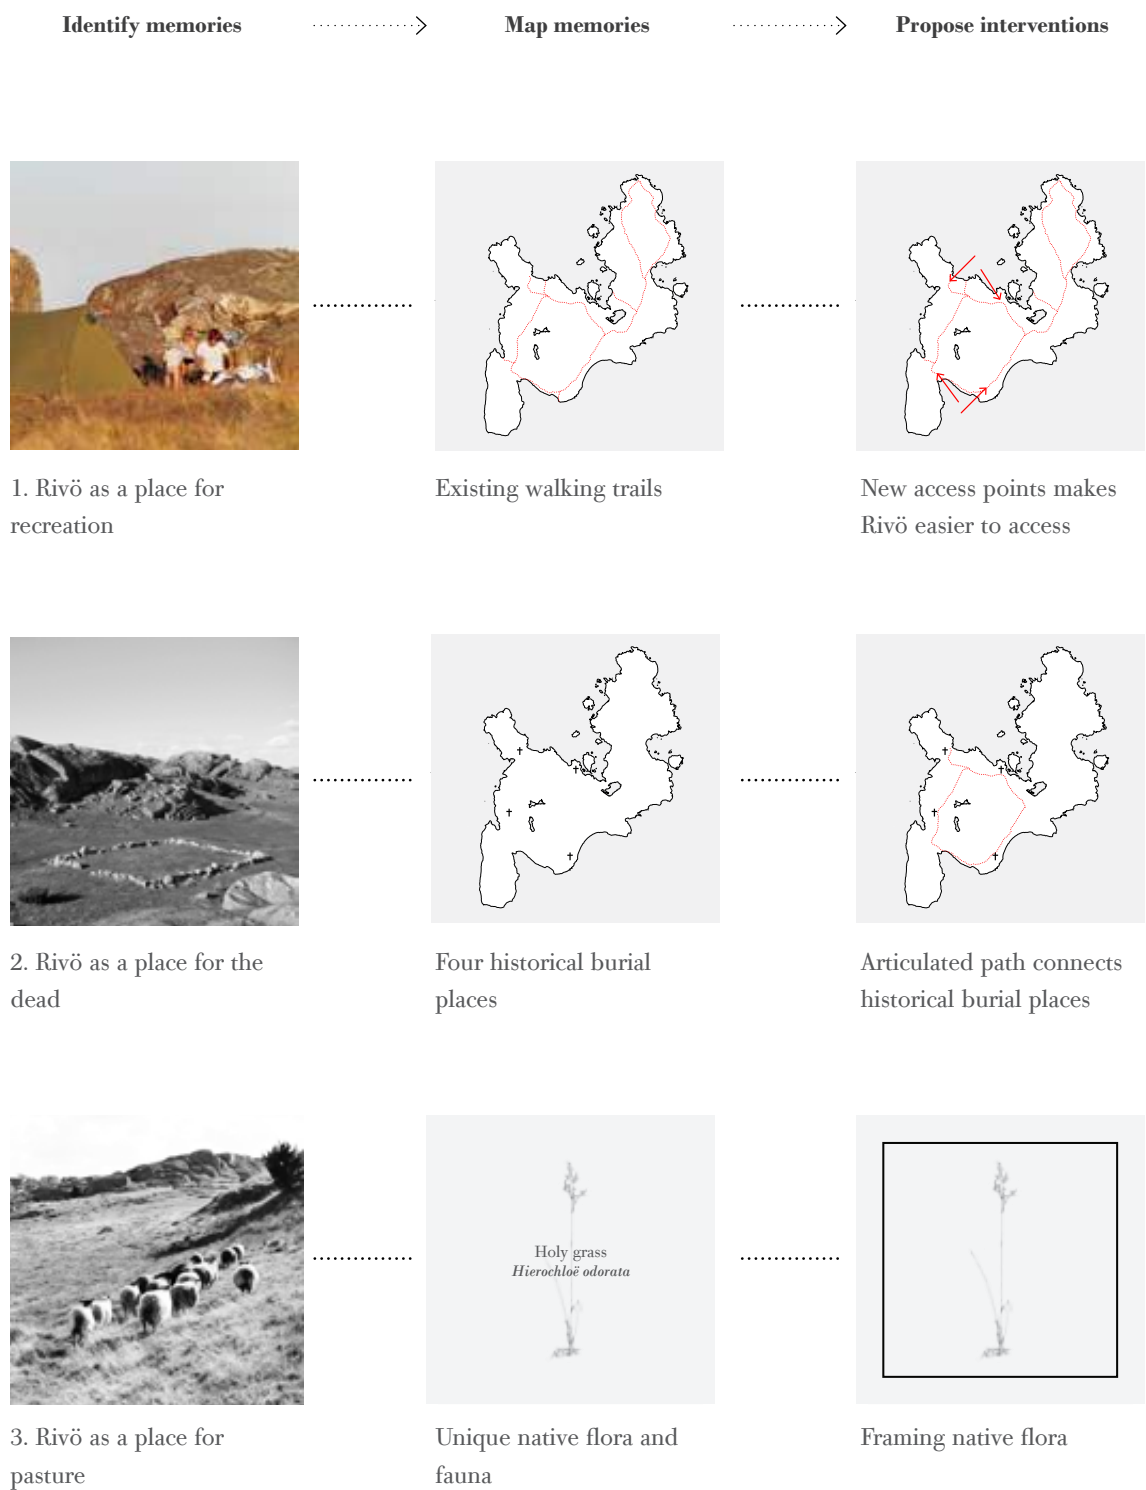 Identify memories
Map memories
Propose interventions
1. Rivö as a place for
recreation
Existing walking trails
New access points makes
Rivö easier to access
2. Rivö as a place for the
dead
Four historical burial
places
Articulated path connects
historical burial places
Holy grass
Hierochloë odorata
3. Rivö as a place for
pasture
Unique native flora and
fauna
Framing native flora